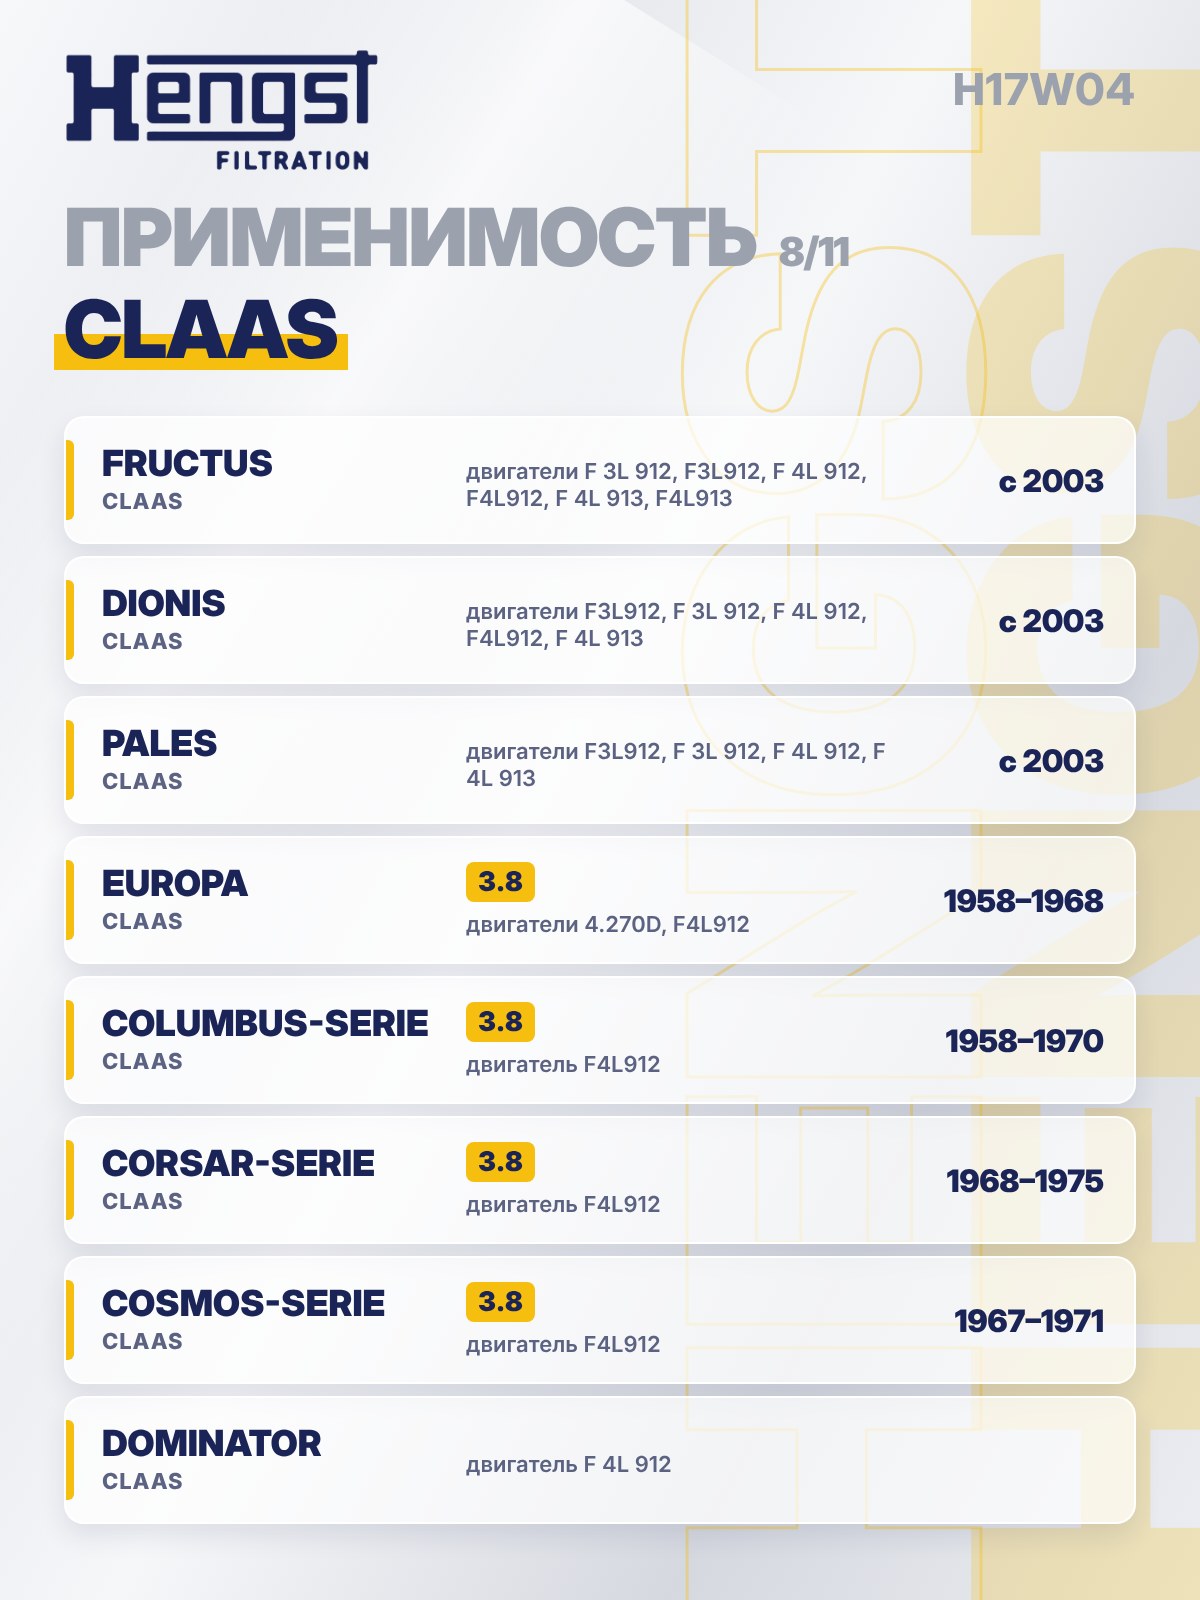 Hengst
FILTRATION
H17W04
ПРИМЕНИМОСТЬ 8/11
CLAAS
FRUCTUS
CLAAS
двигатели F 3L 912, F3L912, F 4L 912,
F4L912, F 4L 913, F4L913
с 2003
DIONIS
CLAAS
двигатели F3L912, F 3L 912, F 4L 912,
F4L912, F 4L 913
с 2003
PALES
CLAAS
двигатели F3L912, F 3L 912, F 4L 912, F
4L 913
с 2003
EUROPA
CLAAS
3.8
двигатели 4.270D, F4L912
1958–1968
COLUMBUS-SERIE
CLAAS
3.8
двигатель F4L912
1958–1970
CORSAR-SERIE
CLAAS
3.8
двигатель F4L912
1968–1975
COSMOS-SERIE
CLAAS
3.8
двигатель F4L912
1967–1971
DOMINATOR
CLAAS
двигатель F 4L 912
HENGST
HENGST